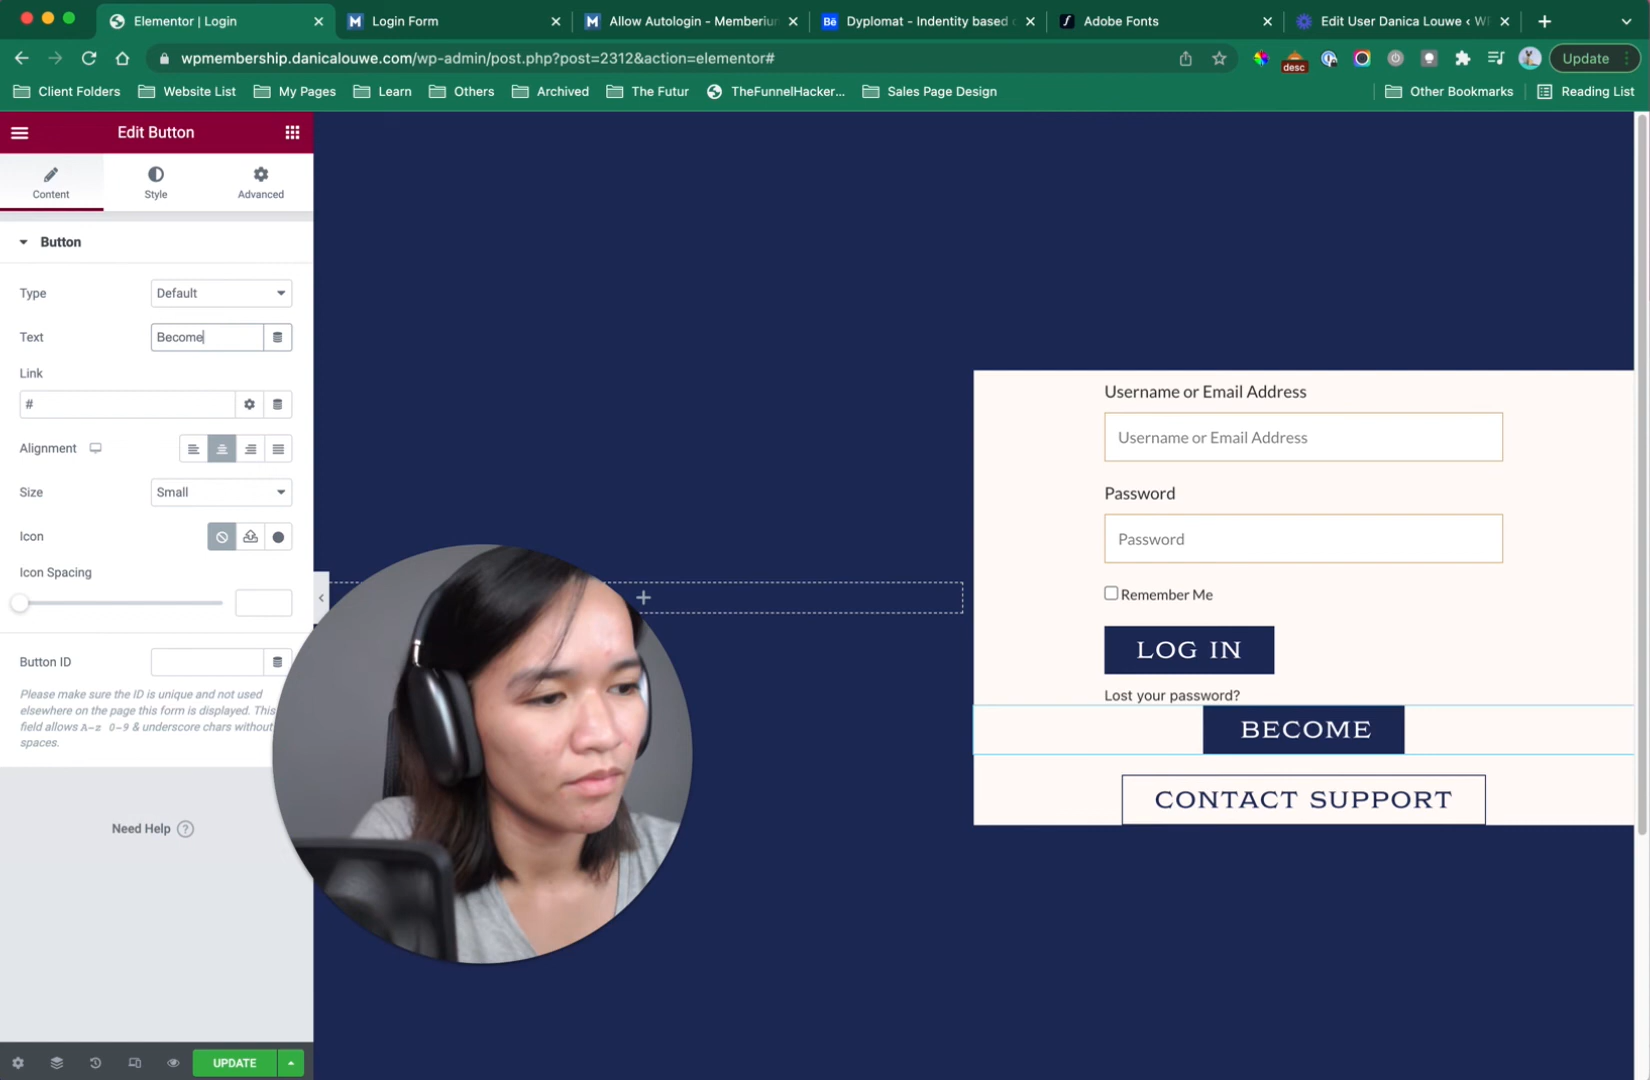 Elementor | Login
Login Form
Allow Autologin - Memberium
Dyplomat - Indentity based
Adobe Fonts
Edit User Danica Louwe ‹ W
wpmembership.danicalouwe.com/wp-admin/post.php?post=2312&action=elementor#
desc
Update
Client Folders
Website List
My Pages
Learn
Others
Archived
The Futur
TheFunnelHacker...
Sales Page Design
Other Bookmarks
Reading List
Edit Button
Content
Style
Advanced
Button
Type
Default
Text
Become
Link
#
Alignment
Size
Small
Icon
Icon Spacing
Button ID
Please make sure the ID is unique and not used
elsewhere on the page this form is displayed. This
field allows A-z 0-9 & underscore chars without
spaces.
Need Help
UPDATE
Username or Email Address
Username or Email Address
Password
Password
Remember Me
LOG IN
Lost your password?
BECOME
CONTACT SUPPORT